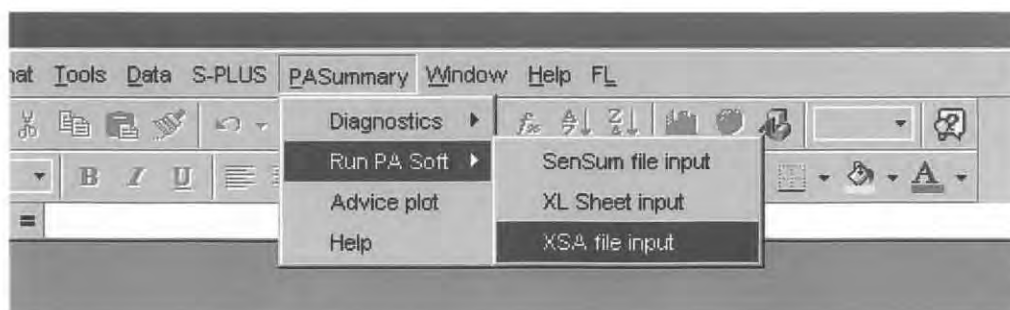 nat Tools Data S-PLUS PASummary Window Help FL
B I U A
=
Diagnostics
Run PA Soft
Advice plot
Help
SenSum file input
XL Sheet input
XSA file input